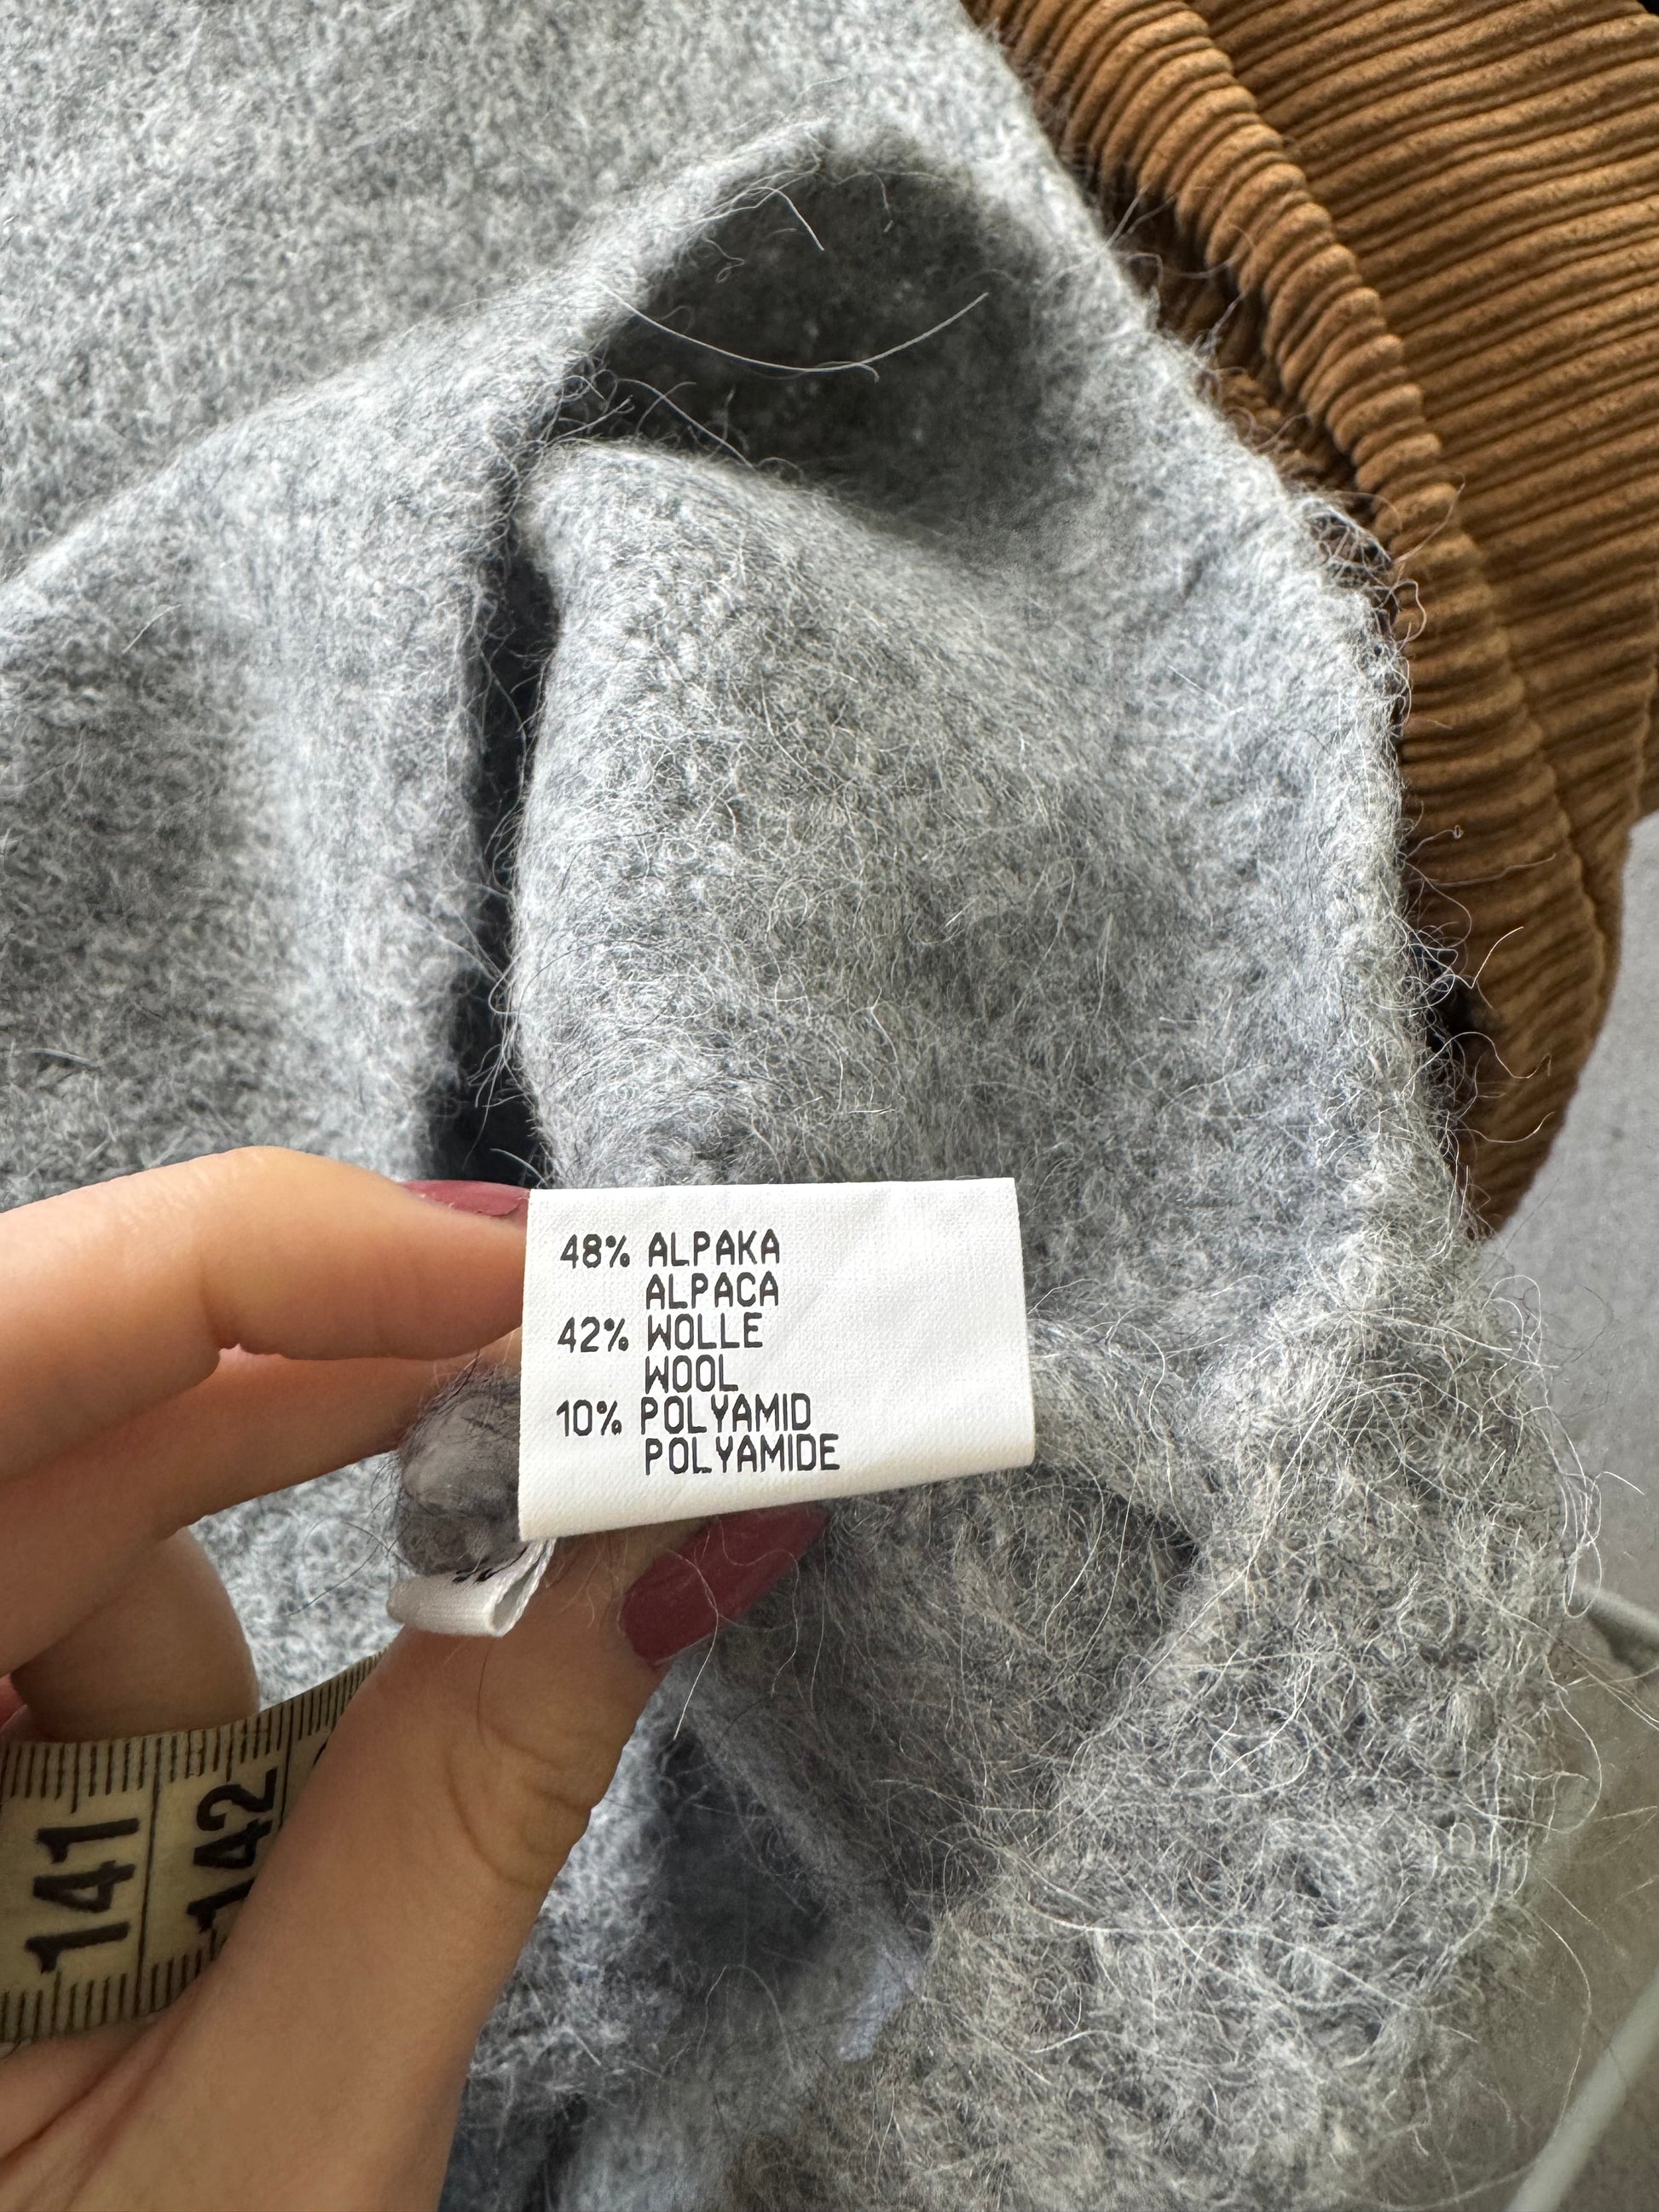 48% ALPAKA
ALPACA
42% WOLLE
WOOL
10% POLYAMID
POLYAMIDE
141
142